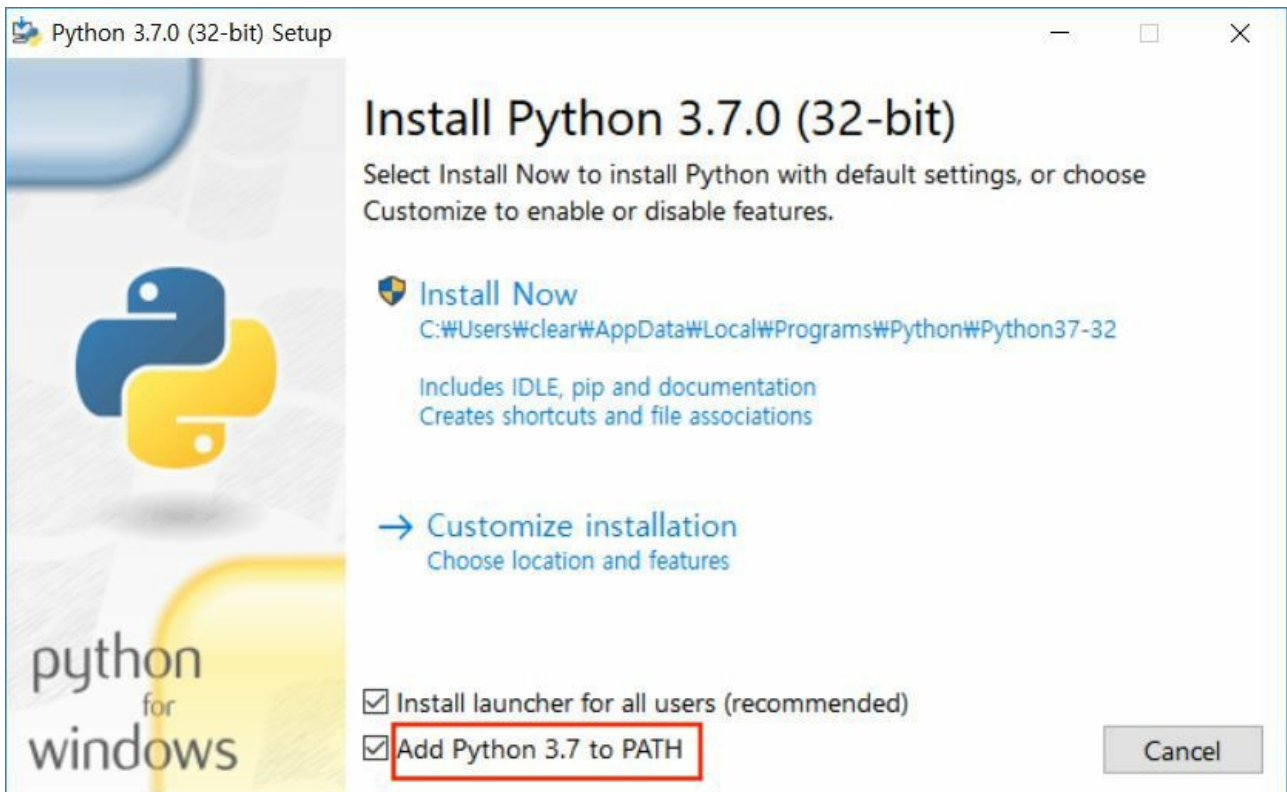 Python 3.7.0 (32-bit) Setup
Install Python 3.7.0 (32-bit)
Select Install Now to install Python with default settings, or choose
Customize to enable or disable features.
Install Now
C:₩Users₩clear₩AppData₩Local₩Programs₩Python₩Python37-32
Includes IDLE, pip and documentation
Creates shortcuts and file associations
Customize installation
Choose location and features
python
for
windows
Install launcher for all users (recommended)
Add Python 3.7 to PATH
Cancel